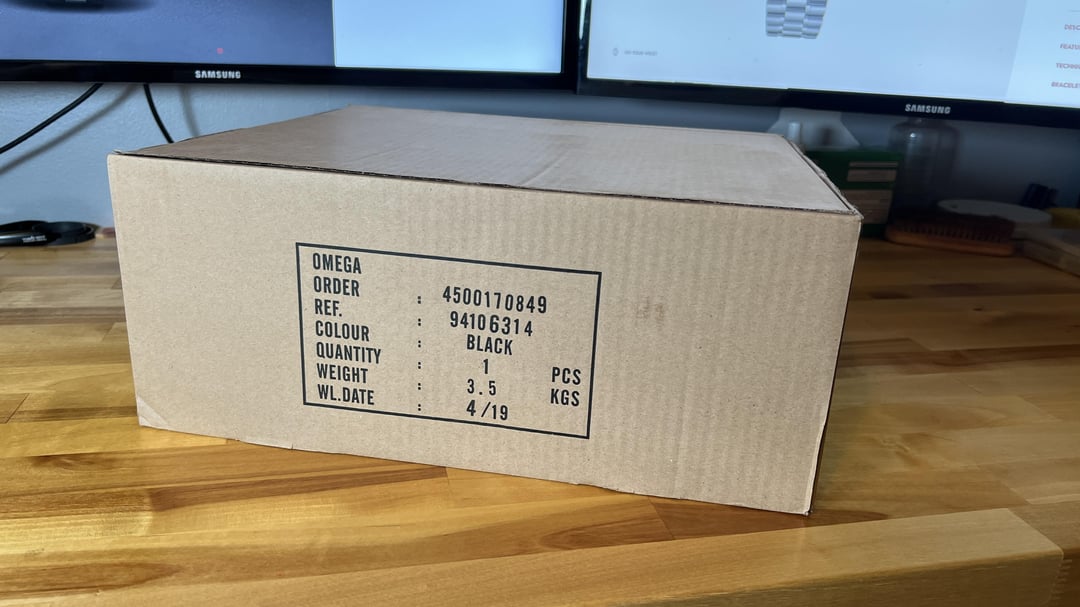 SAMSUNG
SAMSUNG
OMEGA
ORDER : 4500170849
REF. : 94106314
COLOUR : BLACK
QUANTITY : 1 PCS
WEIGHT : 3.5 KGS
WL.DATE : 4/19